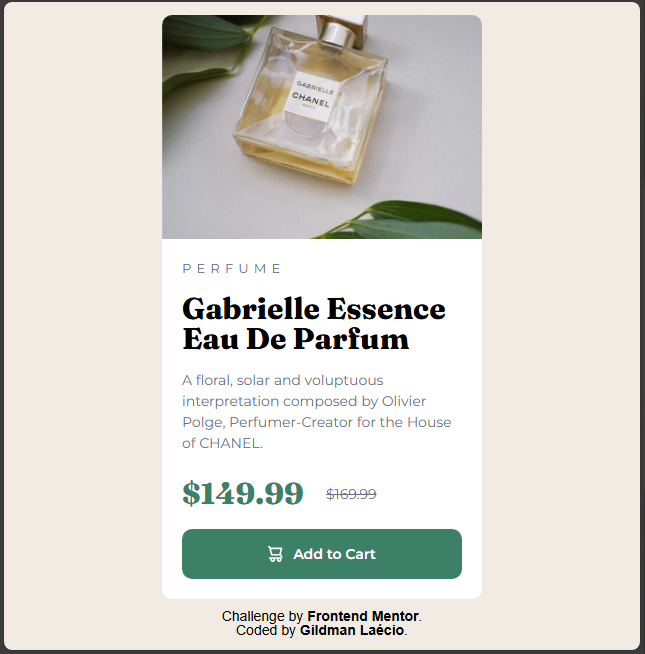 GABRIELLE
CHANEL
PARIS
PERFUME
Gabrielle Essence
Eau De Parfum
A floral, solar and voluptuous
interpretation composed by Olivier
Polge, Perfumer-Creator for the House
of CHANEL.
$149.99 $169.99
Add to Cart
Challenge by Frontend Mentor.
Coded by Gildman Laécio.